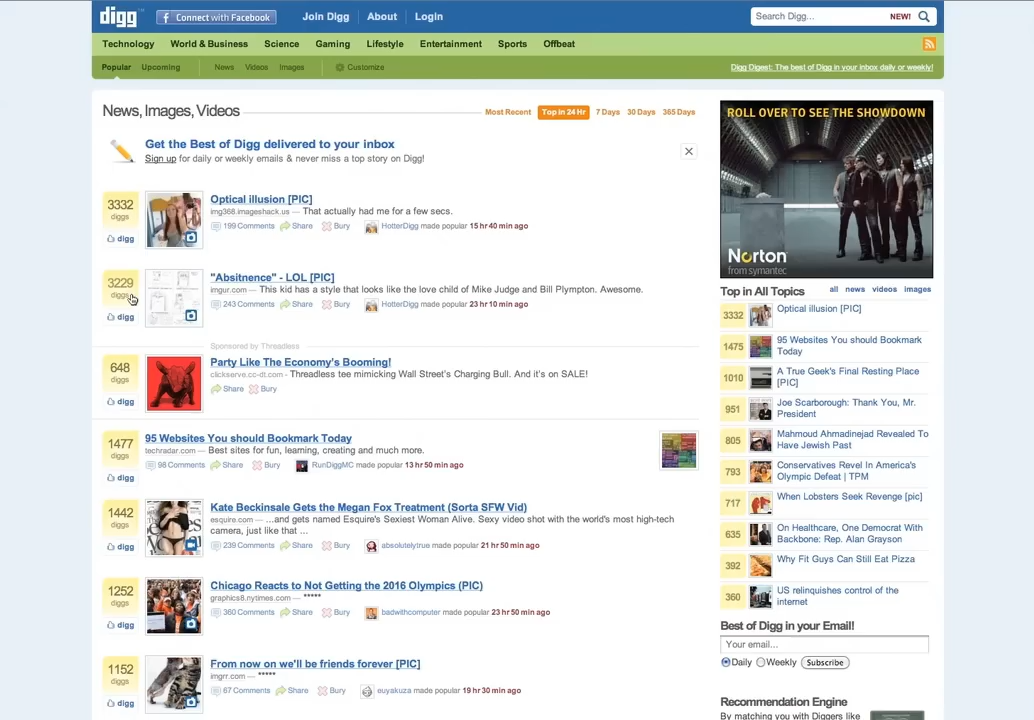 digg Connect with Facebook Join Digg About Login Search Digg... NEW!
Technology World & Business Science Gaming Lifestyle Entertainment Sports Offbeat
Popular Upcoming News Videos Images Customize Digg Digest: The best of Digg in your inbox daily or weekly!
News, Images, Videos Most Recent Top in 24 Hr 7 Days 30 Days 365 Days
Get the Best of Digg delivered to your inbox
Sign up for daily or weekly emails & never miss a top story on Digg!
3332 diggs
digg
Optical illusion [PIC]
img368.imageshack.us — That actually had me for a few secs.
199 Comments Share Bury HotterDigg made popular 15 hr 40 min ago
3229 diggs
digg
"Absitnence" - LOL [PIC]
imgur.com — This kid has a style that looks like the love child of Mike Judge and Bill Plympton. Awesome.
243 Comments Share Bury HotterDigg made popular 23 hr 10 min ago
Sponsored by Threadless
648 diggs
digg
Party Like The Economy's Booming!
clickserve.cc-dt.com - Threadless tee mimicking Wall Street's Charging Bull. And it's on SALE!
Share Bury
1477 diggs
digg
95 Websites You should Bookmark Today
techradar.com — Best sites for fun, learning, creating and much more.
98 Comments Share Bury RunDiggMC made popular 13 hr 50 min ago
1442 diggs
digg
Kate Beckinsale Gets the Megan Fox Treatment (Sorta SFW Vid)
esquire.com — ...and gets named Esquire's Sexiest Woman Alive. Sexy video shot with the world's most high-tech
camera, just like that ...
239 Comments Share Bury absolutelytrue made popular 21 hr 50 min ago
1252 diggs
digg
Chicago Reacts to Not Getting the 2016 Olympics (PIC)
graphics8.nytimes.com — *****
360 Comments Share Bury badwithcomputer made popular 23 hr 50 min ago
1152 diggs
digg
From now on we'll be friends forever [PIC]
imgrr.com — *****
67 Comments Share Bury euyakuza made popular 19 hr 30 min ago
ROLL OVER TO SEE THE SHOWDOWN
Norton
from symantec
Top in All Topics all news videos images
3332 Optical illusion [PIC]
1475 95 Websites You should Bookmark
Today
1010 A True Geek's Final Resting Place
[PIC]
951 Joe Scarborough: Thank You, Mr.
President
805 Mahmoud Ahmadinejad Revealed To
Have Jewish Past
793 Conservatives Revel In America's
Olympic Defeat | TPM
717 When Lobsters Seek Revenge [pic]
635 On Healthcare, One Democrat With
Backbone: Rep. Alan Grayson
392 Why Fit Guys Can Still Eat Pizza
360 US relinquishes control of the
internet
Best of Digg in your Email!
Your email...
Daily Weekly Subscribe
Recommendation Engine
By matching you with Diggers like